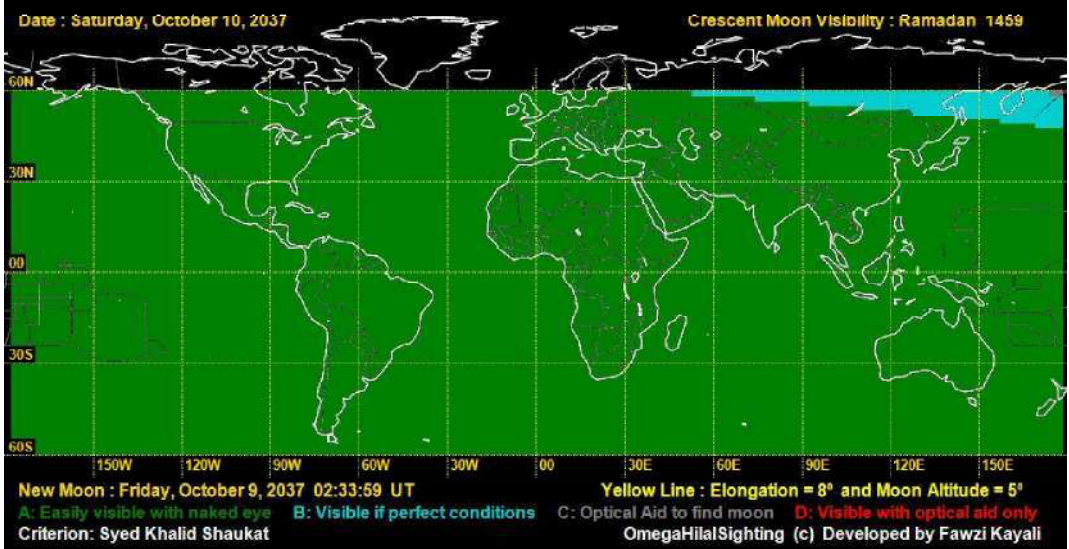 Date : Saturday, October 10, 2037 Crescent Moon Visibility : Ramadan 1459
60N
30N
00
30S
60S
150W 120W 90W 60W 30W 00 30E 60E 90E 120E 150E
New Moon : Friday, October 9, 2037 02:33:59 UT Yellow Line : Elongation = 8º and Moon Altitude = 5º
A: Easily visible with naked eye B: Visible if perfect conditions C: Optical Aid to find moon D: Visible with optical aid only
Criterion: Syed Khalid Shaukat OmegaHilalSighting (c) Developed by Fawzi Kayali